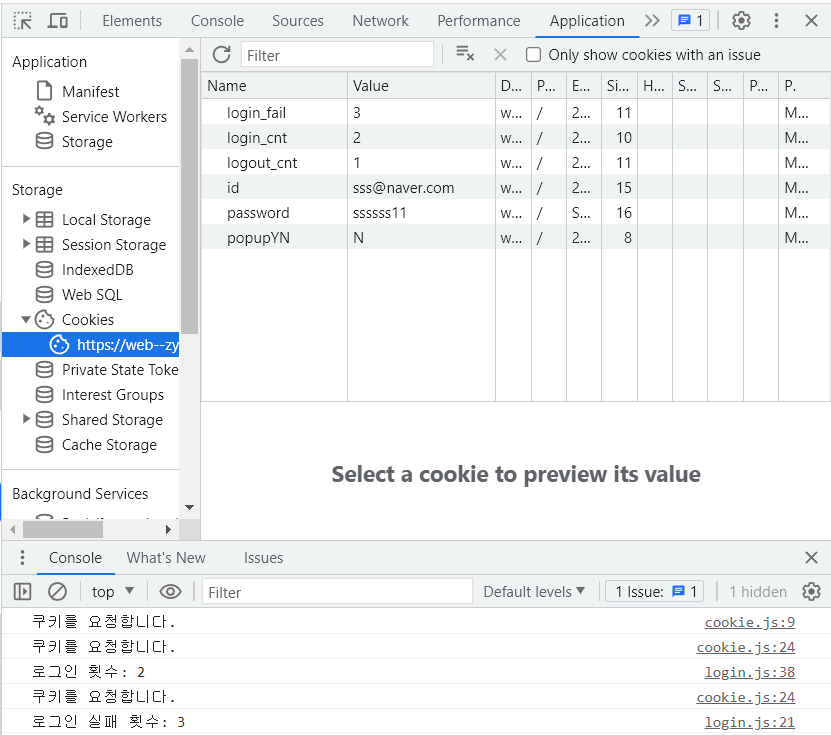 Elements Console Sources Network Performance Application 1
Application
Manifest
Service Workers
Storage
Storage
Local Storage
Session Storage
IndexedDB
Web SQL
Cookies
https://web--zy
Private State Toke
Interest Groups
Shared Storage
Cache Storage
Background Services
Filter Only show cookies with an issue
Name Value D... P... E... Si... H... S... S... P... P.
login_fail 3 w... / 2... 11 M...
login_cnt 2 w... / 2... 10 M...
logout_cnt 1 w... / 2... 11 M...
id sss@naver.com w... / 2... 15 M...
password ssssss11 w... / S... 16 M...
popupYN N w... / 2... 8 M...
Select a cookie to preview its value
Console What's New Issues
top Filter Default levels 1 Issue: 1 1 hidden
쿠키를 요청합니다. cookie.js:9
쿠키를 요청합니다. cookie.js:24
로그인 횟수: 2 login.js:38
쿠키를 요청합니다. cookie.js:24
로그인 실패 횟수: 3 login.js:21